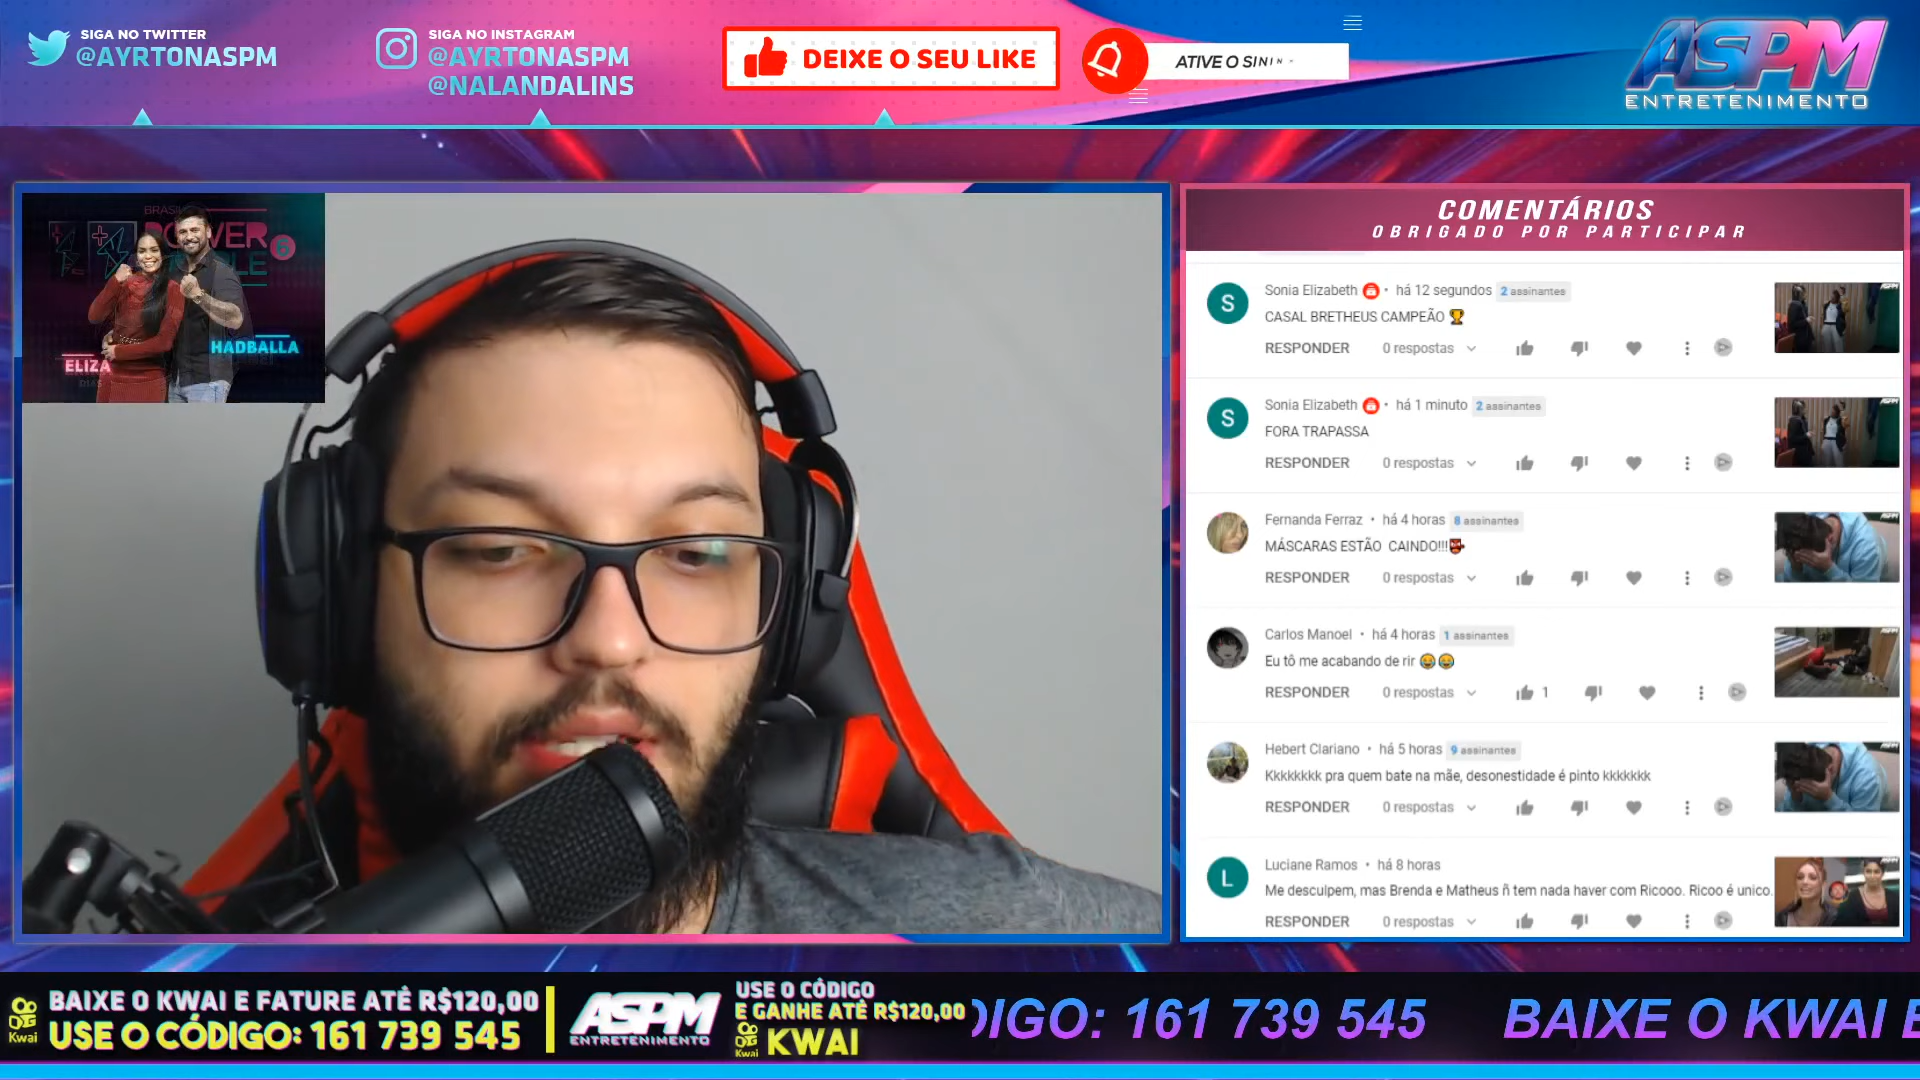 SIGA NO TWITTER
@AYRTONASPM
SIGA NO INSTAGRAM
@AYRTONASPM
@NALANDALINS
DEIXE O SEU LIKE
ATIVE O SININ
ASPM
ENTRETENIMENTO
BRASIL
POWER
6
ELIZA
DIAS
HADBALLA
COMENTÁRIOS
OBRIGADO POR PARTICIPAR
S
Sonia Elizabeth • há 12 segundos 2 assinantes
CASAL BRETHEUS CAMPEÃO 🏆
RESPONDER 0 respostas
S
Sonia Elizabeth • há 1 minuto 2 assinantes
FORA TRAPASSA
RESPONDER 0 respostas
Fernanda Ferraz • há 4 horas 8 assinantes
MÁSCARAS ESTÃO CAINDO!!!
RESPONDER 0 respostas
Carlos Manoel • há 4 horas 1 assinantes
Eu tô me acabando de rir 😂😂
RESPONDER 0 respostas 1
Hebert Clariano • há 5 horas 9 assinantes
Kkkkkkkk pra quem bate na mãe, desonestidade é pinto kkkkkkk
RESPONDER 0 respostas
L
Luciane Ramos • há 8 horas
Me desculpem, mas Brenda e Matheus ñ tem nada haver com Ricooo. Ricoo é unico.
RESPONDER 0 respostas
Kwai
BAIXE O KWAI E FATURE ATÉ R$120,00
USE O CÓDIGO: 161 739 545
ASPM
ENTRETENIMENTO
USE O CÓDIGO
E GANHE ATÉ R$120,00
Kwai
KWAI
DIGO: 161 739 545 BAIXE O KWAI E